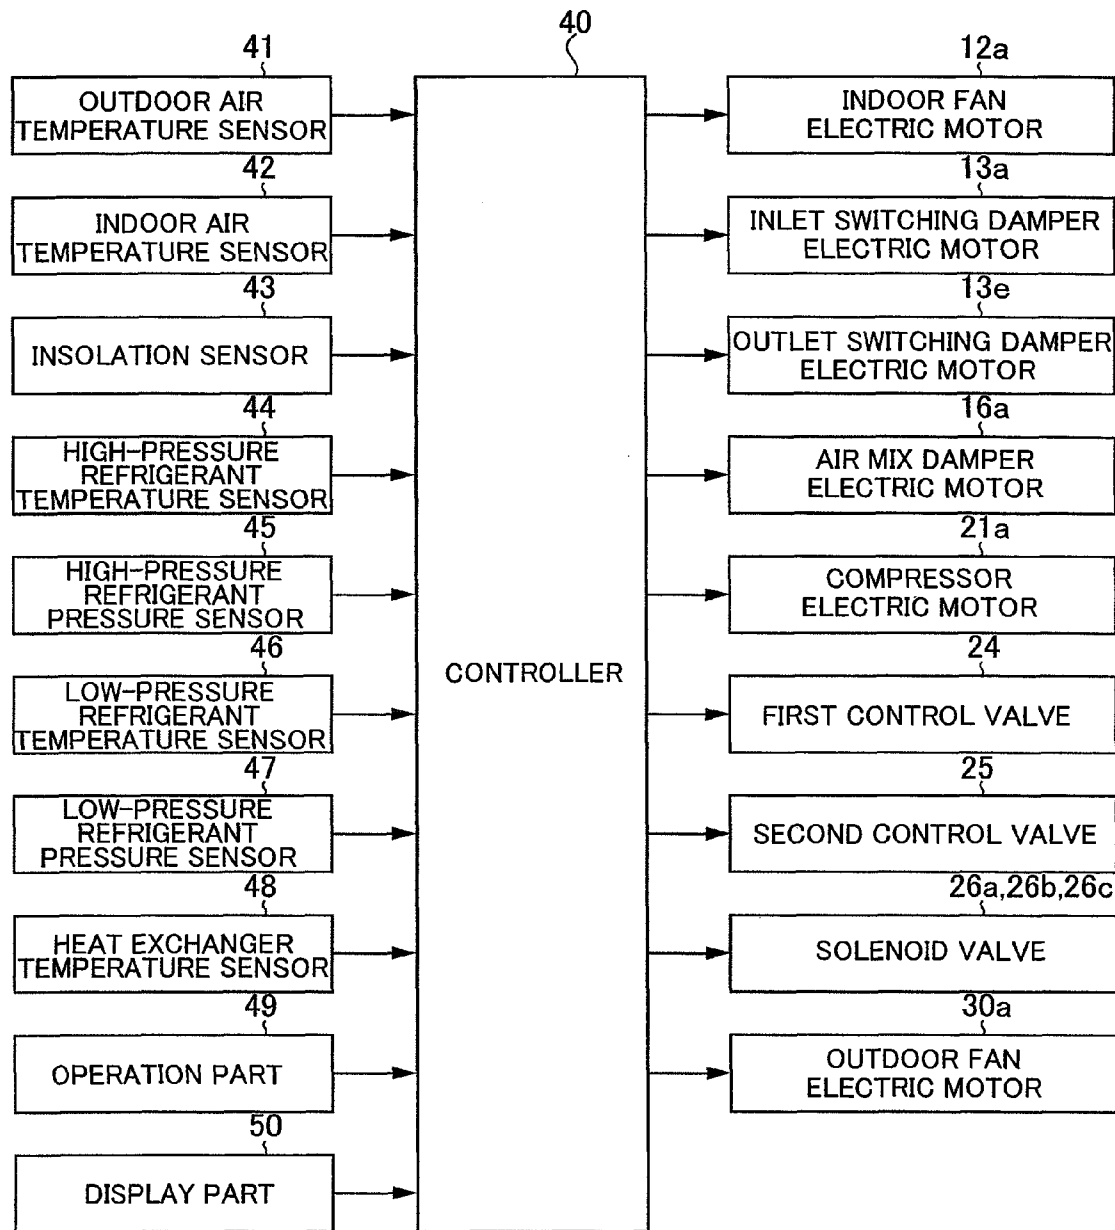 40
41
OUTDOOR AIR
TEMPERATURE SENSOR
42
INDOOR AIR
TEMPERATURE SENSOR
43
INSOLATION SENSOR
44
HIGH-PRESSURE
REFRIGERANT
TEMPERATURE SENSOR
45
HIGH-PRESSURE
REFRIGERANT
PRESSURE SENSOR
46
LOW-PRESSURE
REFRIGERANT
TEMPERATURE SENSOR
47
LOW-PRESSURE
REFRIGERANT
PRESSURE SENSOR
48
HEAT EXCHANGER
TEMPERATURE SENSOR
49
OPERATION PART
50
DISPLAY PART
CONTROLLER
12a
INDOOR FAN
ELECTRIC MOTOR
13a
INLET SWITCHING DAMPER
ELECTRIC MOTOR
13e
OUTLET SWITCHING DAMPER
ELECTRIC MOTOR
16a
AIR MIX DAMPER
ELECTRIC MOTOR
21a
COMPRESSOR
ELECTRIC MOTOR
24
FIRST CONTROL VALVE
25
SECOND CONTROL VALVE
26a,26b,26c
SOLENOID VALVE
30a
OUTDOOR FAN
ELECTRIC MOTOR